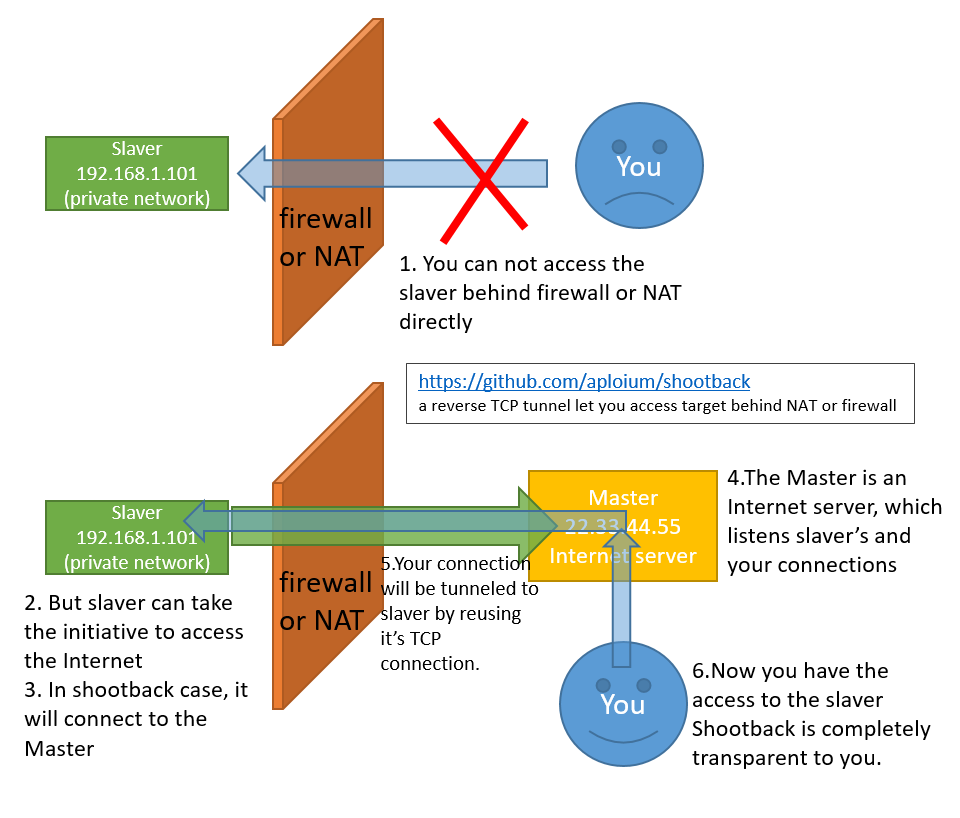 Slaver
192.168.1.101
(private network)
firewall
or NAT
You
1. You can not access the
slaver behind firewall or NAT
directly
https://github.com/aploium/shootback
a reverse TCP tunnel let you access target behind NAT or firewall
Slaver
192.168.1.101
(private network)
firewall
or NAT
Master
22.33.44.55
Internet server
4.The Master is an
Internet server, which
listens slaver’s and
your connections
5.Your connection
will be tunneled to
slaver by reusing
it’s TCP
connection.
2. But slaver can take
the initiative to access
the Internet
3. In shootback case, it
will connect to the
Master
You
6.Now you have the
access to the slaver
Shootback is completely
transparent to you.